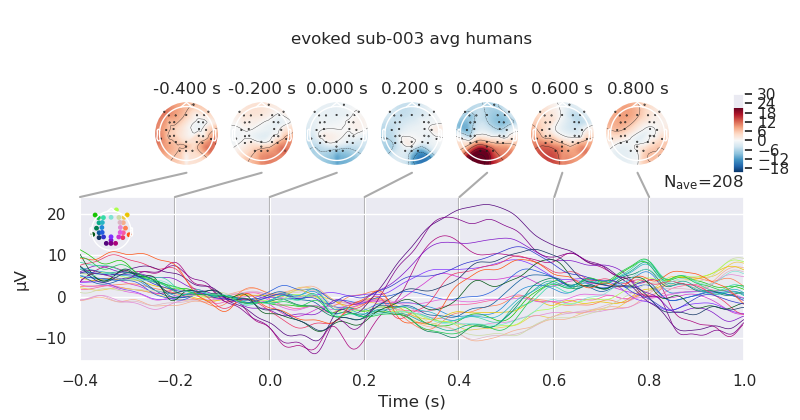 evoked sub-003 avg humans
-0.400 s -0.200 s 0.000 s 0.200 s 0.400 s 0.600 s 0.800 s
30
24
18
12
6
0
−6
−12
−18
Nave=208
μV
20
10
0
−10
−0.4 −0.2 0.0 0.2 0.4 0.6 0.8 1.0
Time (s)